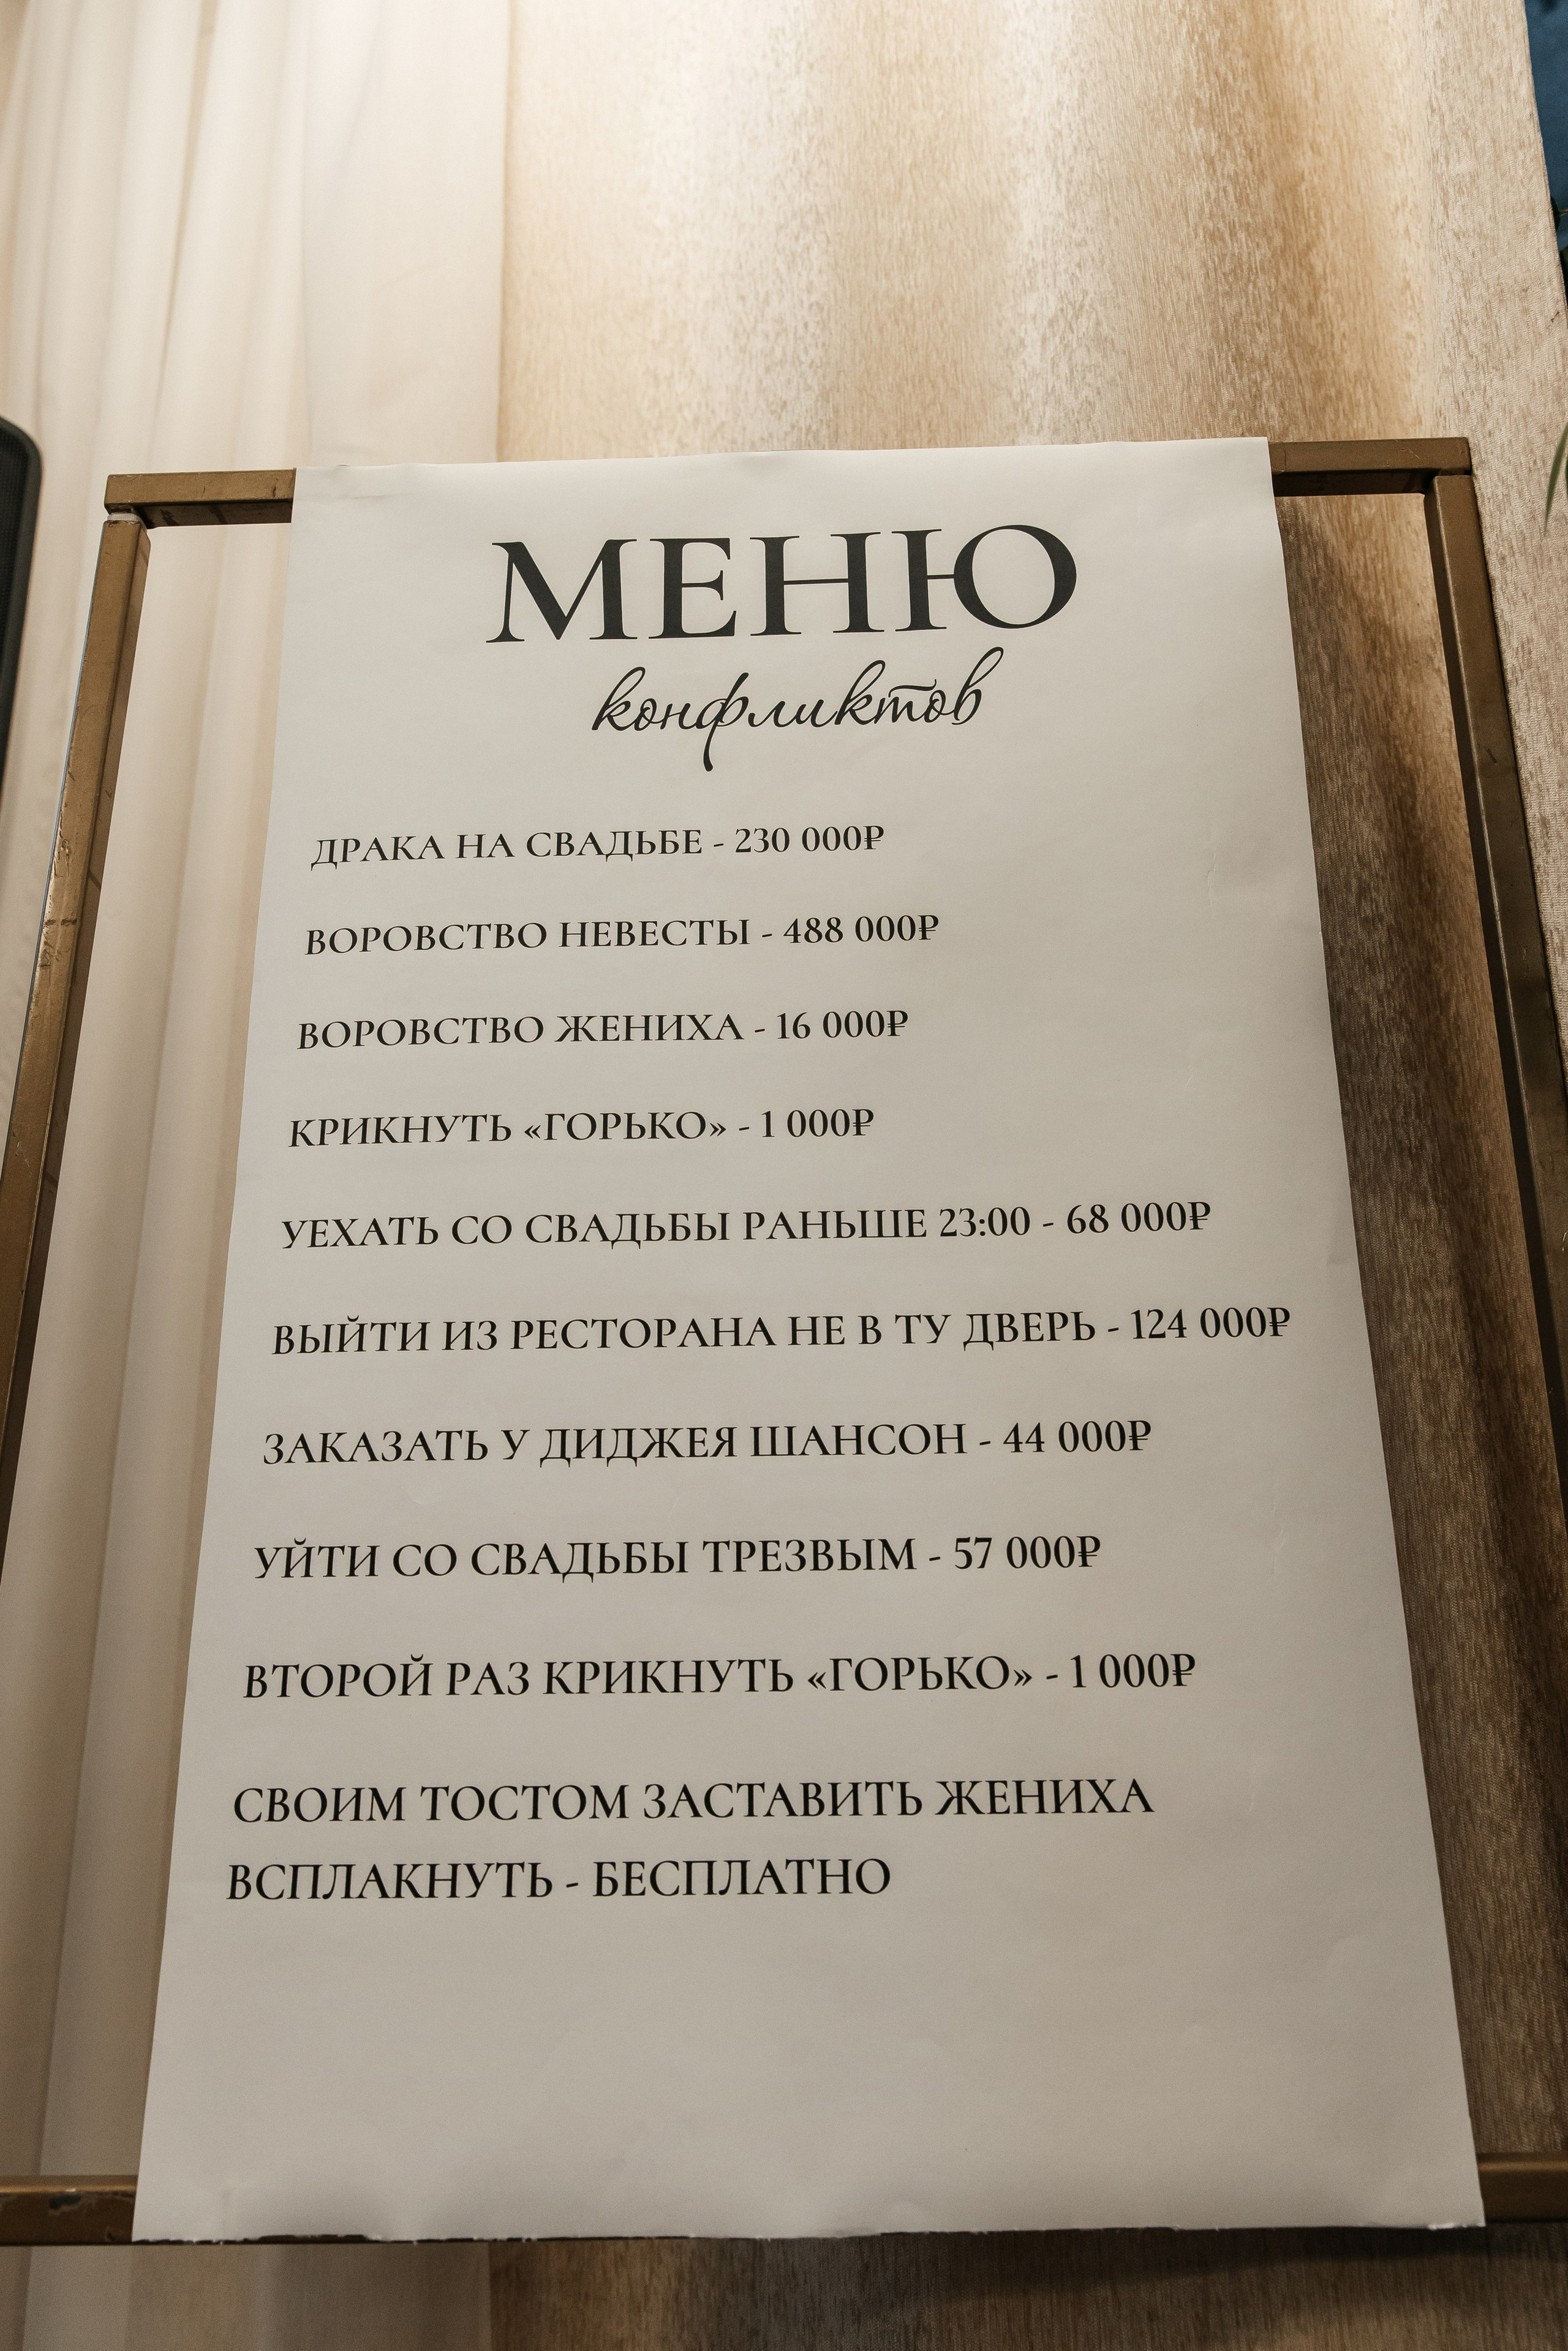 МЕНЮ
конфликтов
ДРАКА НА СВАДЬБЕ - 230 000₽
ВОРОВСТВО НЕВЕСТЫ - 488 000₽
ВОРОВСТВО ЖЕНИХА - 16 000₽
КРИКНУТЬ «ГОРЬКО» - 1 000₽
УЕХАТЬ СО СВАДЬБЫ РАНЬШЕ 23:00 - 68 000₽
ВЫЙТИ ИЗ РЕСТОРАНА НЕ В ТУ ДВЕРЬ - 124 000₽
ЗАКАЗАТЬ У ДИДЖЕЯ ШАНСОН - 44 000₽
УЙТИ СО СВАДЬБЫ ТРЕЗВЫМ - 57 000₽
ВТОРОЙ РАЗ КРИКНУТЬ «ГОРЬКО» - 1 000₽
СВОИМ ТОСТОМ ЗАСТАВИТЬ ЖЕНИХА
ВСПЛАКНУТЬ - БЕСПЛАТНО